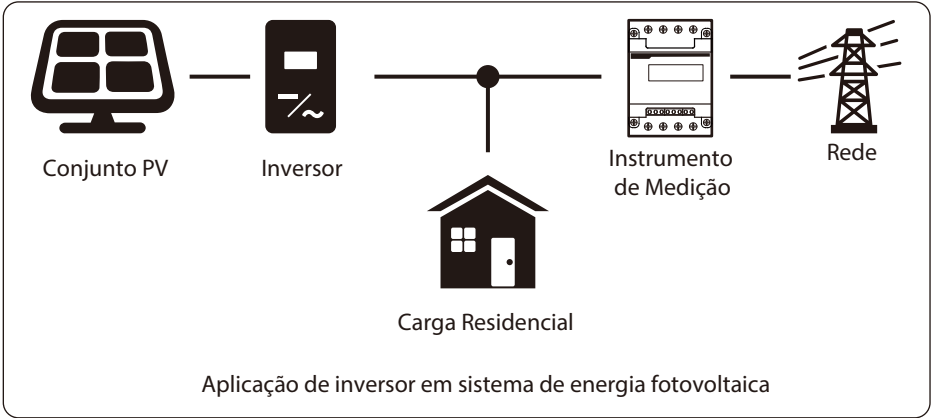 Conjunto PV
Inversor
Instrumento
de Medição
Rede
Carga Residencial
Aplicação de inversor em sistema de energia fotovoltaica